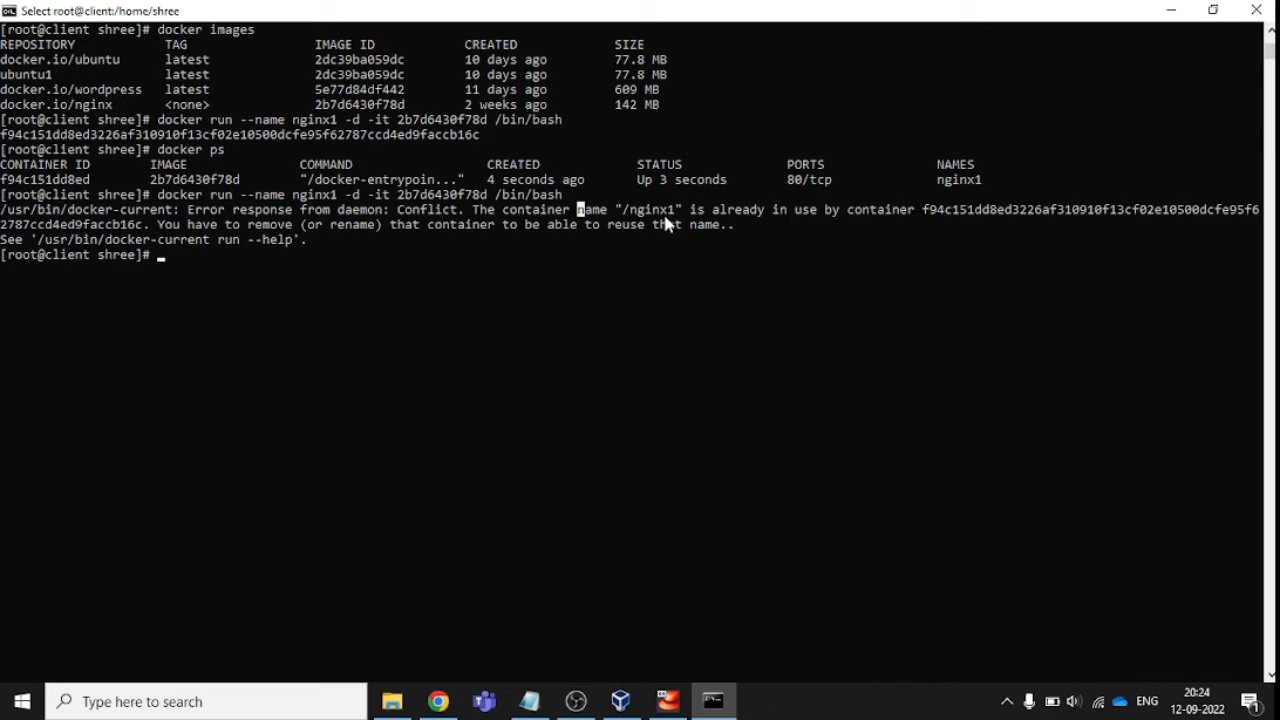 Select root@client:/home/shree
[root@client shree]# docker images
REPOSITORY TAG IMAGE ID CREATED SIZE
docker.io/ubuntu latest 2dc39ba059dc 10 days ago 77.8 MB
ubuntu1 latest 2dc39ba059dc 10 days ago 77.8 MB
docker.io/wordpress latest 5e77d84df442 11 days ago 609 MB
docker.io/nginx <none> 2b7d6430f78d 2 weeks ago 142 MB
[root@client shree]# docker run --name nginx1 -d -it 2b7d6430f78d /bin/bash
f94c151dd8ed3226af310910f13cf02e10500dcfe95f62787ccd4ed9faccb16c
[root@client shree]# docker ps
CONTAINER ID IMAGE COMMAND CREATED STATUS PORTS NAMES
f94c151dd8ed 2b7d6430f78d "/docker-entrypoin..." 4 seconds ago Up 3 seconds 80/tcp nginx1
[root@client shree]# docker run --name nginx1 -d -it 2b7d6430f78d /bin/bash
/usr/bin/docker-current: Error response from daemon: Conflict. The container name "/nginx1" is already in use by container f94c151dd8ed3226af310910f13cf02e10500dcfe95f6
2787ccd4ed9faccb16c. You have to remove (or rename) that container to be able to reuse that name..
See '/usr/bin/docker-current run --help'.
[root@client shree]#
Type here to search
ENG
20:24
12-09-2022
1